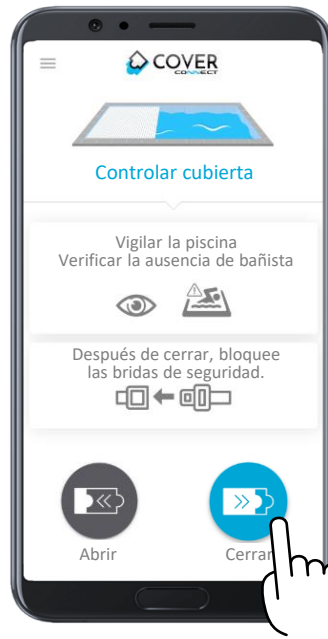 COVER
CONNECT
Controlar cubierta
Vigilar la piscina
Verificar la ausencia de bañista
Después de cerrar, bloquee
las bridas de seguridad.
Abrir
Cerrar